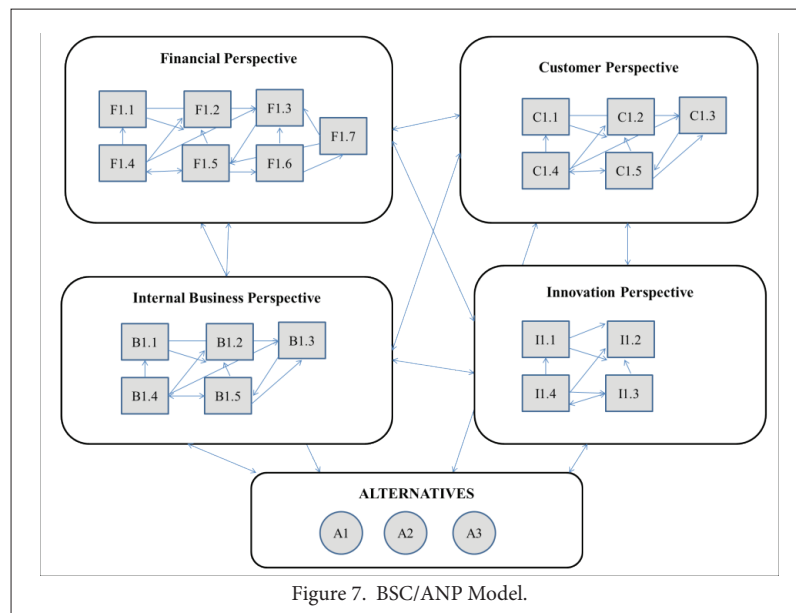 Financial Perspective
F1.1 F1.2 F1.3
F1.7
F1.4 F1.5 F1.6
Customer Perspective
C1.1 C1.2 C1.3
C1.4 C1.5
Internal Business Perspective
B1.1 B1.2 B1.3
B1.4 B1.5
Innovation Perspective
I1.1 I1.2
I1.4 I1.3
ALTERNATIVES
A1 A2 A3
Figure 7. BSC/ANP Model.